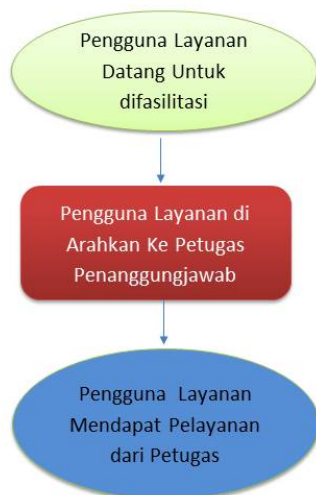 Pengguna Layanan
Datang Untuk
difasilitasi
Pengguna Layanan di
Arahkan Ke Petugas
Penanggungjawab
Pengguna Layanan
Mendapat Pelayanan
dari Petugas